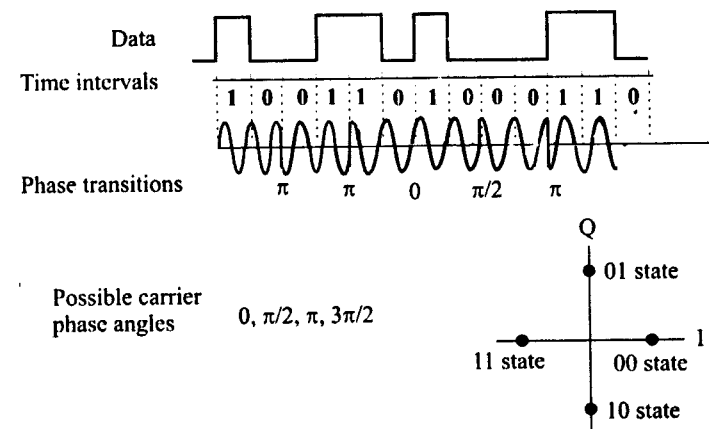 Data
Time intervals
1 0 0 1 1 0 1 0 0 0 1 1 0
Phase transitions
π π 0 π/2 π
Q
01 state
Possible carrier
phase angles
0, π/2, π, 3π/2
1
11 state
00 state
10 state